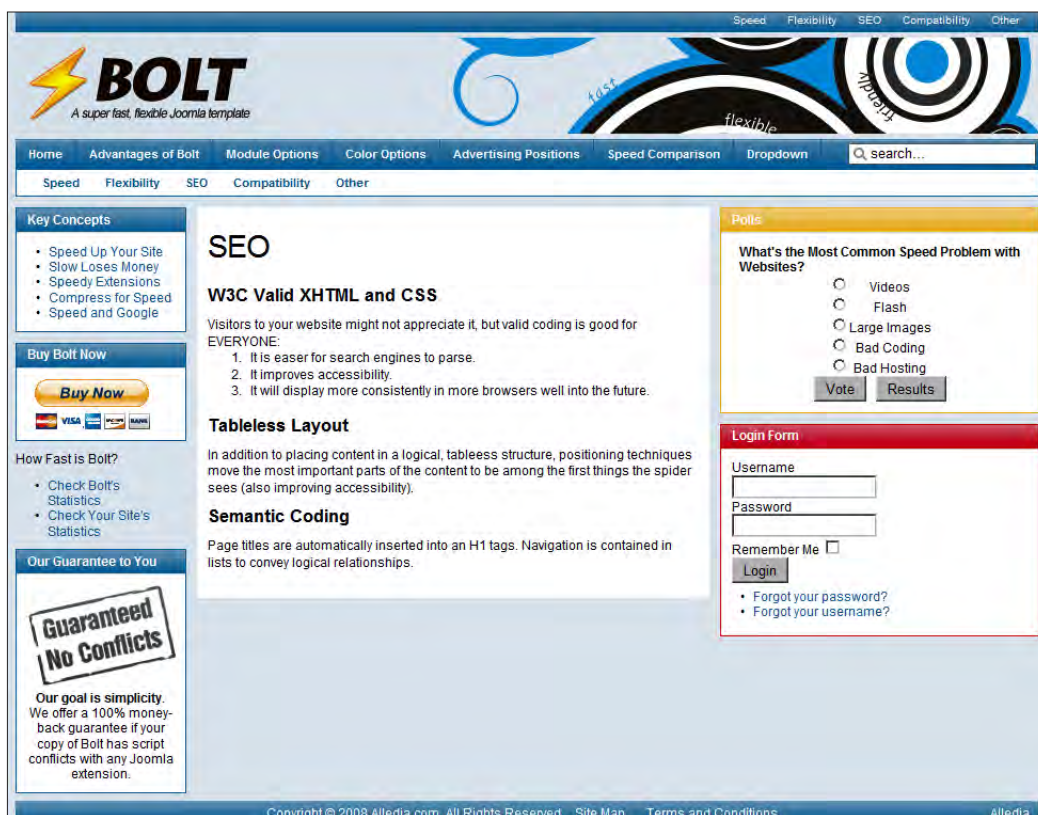 Speed Flexibility SEO Compatibility Other
BOLT
A super fast, flexible Joomla template
fast
flexible
friendly
Home Advantages of Bolt Module Options Color Options Advertising Positions Speed Comparison Dropdown search...
Speed Flexibility SEO Compatibility Other
Key Concepts
• Speed Up Your Site
• Slow Loses Money
• Speedy Extensions
• Compress for Speed
• Speed and Google
Buy Bolt Now
Buy Now
VISA
BANK
How Fast is Bolt?
• Check Bolt's
Statistics
• Check Your Site's
Statistics
Our Guarantee to You
Guaranteed
No Conflicts
Our goal is simplicity.
We offer a 100% money-
back guarantee if your
copy of Bolt has script
conflicts with any Joomla
extension.
SEO
W3C Valid XHTML and CSS
Visitors to your website might not appreciate it, but valid coding is good for
EVERYONE:
1. It is easer for search engines to parse.
2. It improves accessibility.
3. It will display more consistently in more browsers well into the future.
Tableless Layout
In addition to placing content in a logical, tableess structure, positioning techniques
move the most important parts of the content to be among the first things the spider
sees (also improving accessibility).
Semantic Coding
Page titles are automatically inserted into an H1 tags. Navigation is contained in
lists to convey logical relationships.
Polls
What's the Most Common Speed Problem with
Websites?
Videos
Flash
Large Images
Bad Coding
Bad Hosting
Vote Results
Login Form
Username
Password
Remember Me
Login
• Forgot your password?
• Forgot your username?
Copyright © 2008 Alledia.com. All Rights Reserved. Site Map Terms and Conditions Alledia